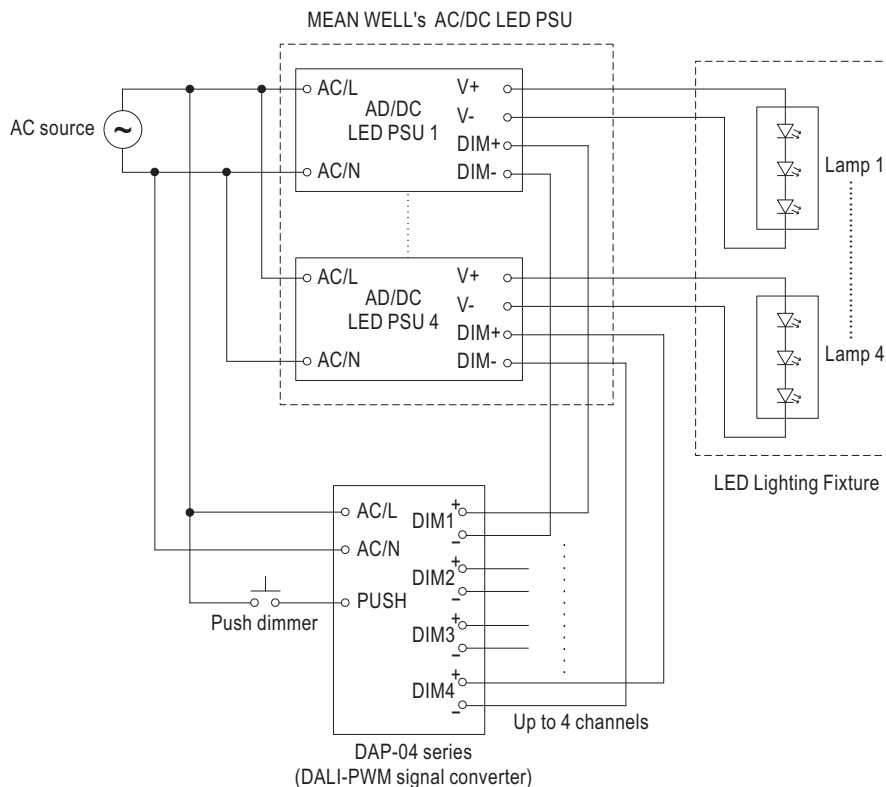 MEAN WELL's AC/DC LED PSU
AC source
~
AC/L
AD/DC
LED PSU 1
AC/N
V+
V-
DIM+
DIM-
Lamp 1
AC/L
AD/DC
LED PSU 4
AC/N
V+
V-
DIM+
DIM-
Lamp 4
LED Lighting Fixture
AC/L
AC/N
PUSH
Push dimmer
+
DIM1
-
+
DIM2
-
+
DIM3
-
+
DIM4
-
Up to 4 channels
DAP-04 series
(DALI-PWM signal converter)